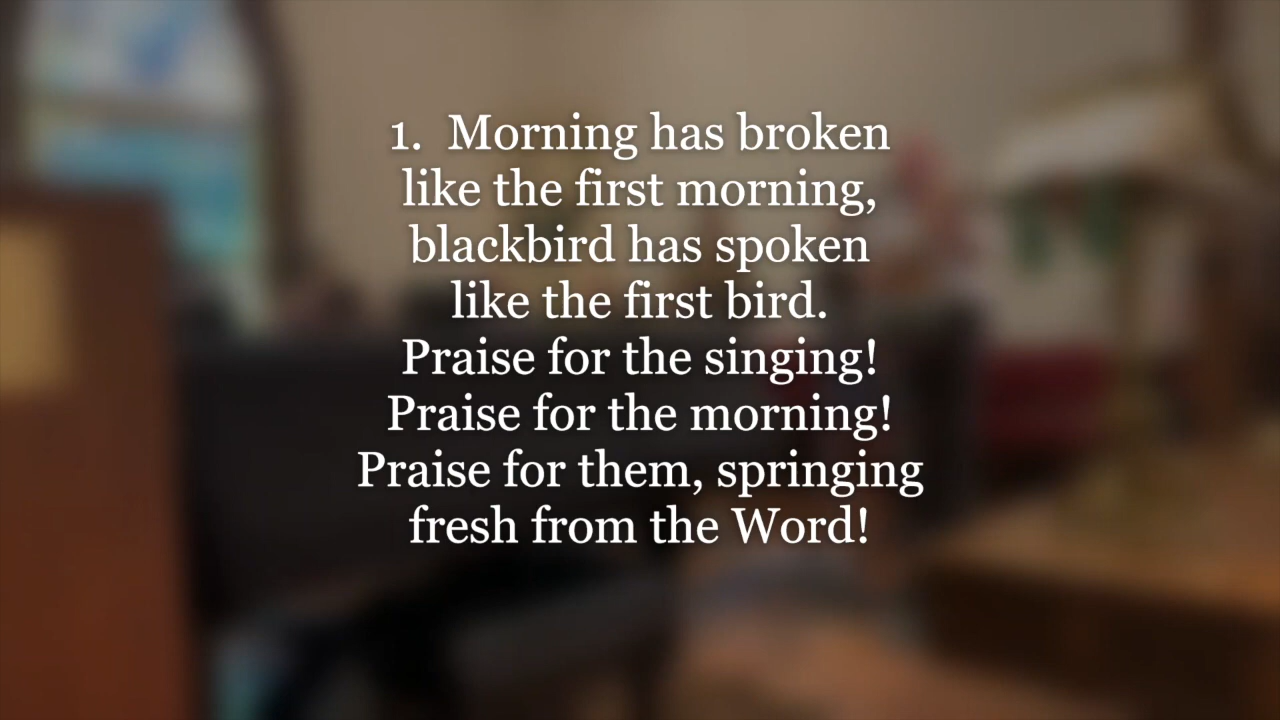 1. Morning has broken
like the first morning,
blackbird has spoken
like the first bird.
Praise for the singing!
Praise for the morning!
Praise for them, springing
fresh from the Word!